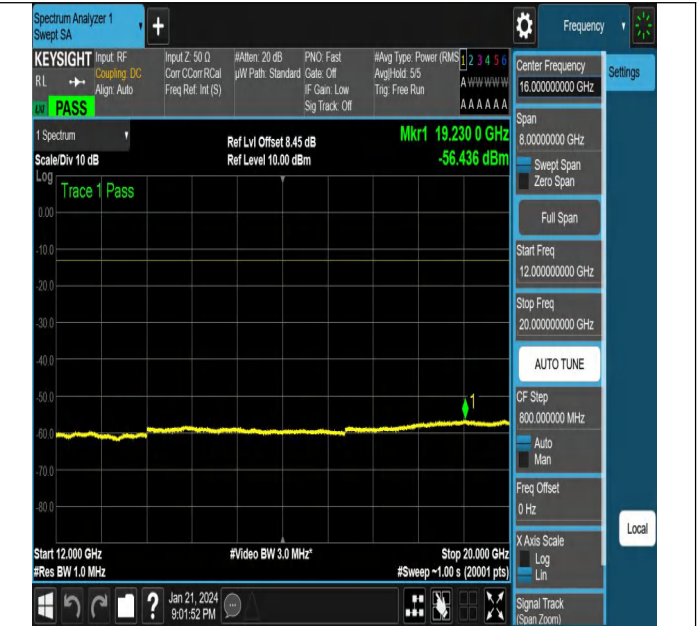 Spectrum Analyzer 1
Swept SA
+
Frequency
KEYSIGHT
RL
Input: RF
Coupling: DC
Align: Auto
Input Z: 50 Ω
Corr CCorr RCal
Freq Ref: Int (S)
#Atten: 20 dB
µW Path: Standard
PNO: Fast
Gate: Off
IF Gain: Low
Sig Track: Off
#Avg Type: Power (RMS
Avg|Hold: 5/5
Trig: Free Run
1 2 3 4 5 6
A W W W W W
A A A A A A
PASS
1 Spectrum
Scale/Div 10 dB
Ref Lvl Offset 8.45 dB
Ref Level 10.00 dBm
Mkr1 19.230 0 GHz
-56.436 dBm
Log
Trace 1 Pass
0.00
-10.0
-20.0
-30.0
-40.0
-50.0
-60.0
-70.0
-80.0
1
Start 12.000 GHz
#Res BW 1.0 MHz
#Video BW 3.0 MHz*
Stop 20.000 GHz
#Sweep ~1.00 s (20001 pts)
Jan 21, 2024
9:01:52 PM
?
Center Frequency
16.000000000 GHz
Settings
Span
8.00000000 GHz
Swept Span
Zero Span
Full Span
Start Freq
12.000000000 GHz
Stop Freq
20.000000000 GHz
AUTO TUNE
CF Step
800.000000 MHz
Auto
Man
Freq Offset
0 Hz
X Axis Scale
Log
Lin
Local
Signal Track
(Span Zoom)